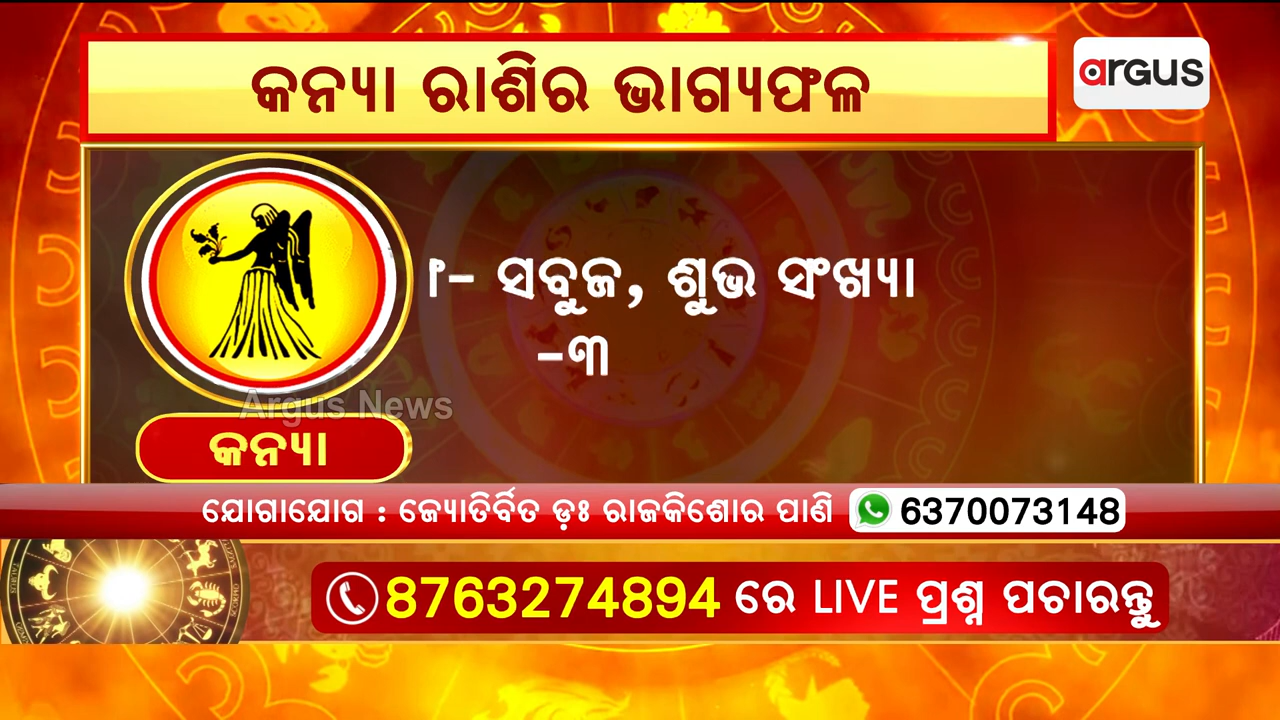 କନ୍ୟା ରାଶିର ଭାଗ୍ୟଫଳ
argus
- ସବୁଜ, ଶୁଭ ସଂଖ୍ୟା
-୩
Argus News
କନ୍ୟା
ଯୋଗାଯୋଗ : ଜ୍ୟୋତିର୍ବିତ ଡ଼ଃ ରାଜକିଶୋର ପାଣି 6370073148
8763274894 ରେ LIVE ପ୍ରଶ୍ନ ପଚାରନ୍ତୁ